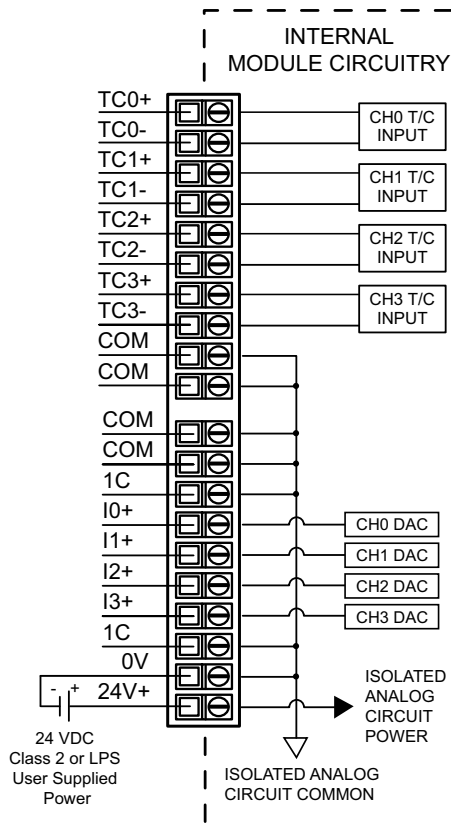 INTERNAL
MODULE CIRCUITRY
TC0+
TC0-
TC1+
TC1-
TC2+
TC2-
TC3+
TC3-
COM
COM
COM
COM
1C
I0+
I1+
I2+
I3+
1C
0V
24V+
CH0 T/C
INPUT
CH1 T/C
INPUT
CH2 T/C
INPUT
CH3 T/C
INPUT
CH0 DAC
CH1 DAC
CH2 DAC
CH3 DAC
- +
24 VDC
Class 2 or LPS
User Supplied
Power
ISOLATED
ANALOG
CIRCUIT
POWER
ISOLATED ANALOG
CIRCUIT COMMON